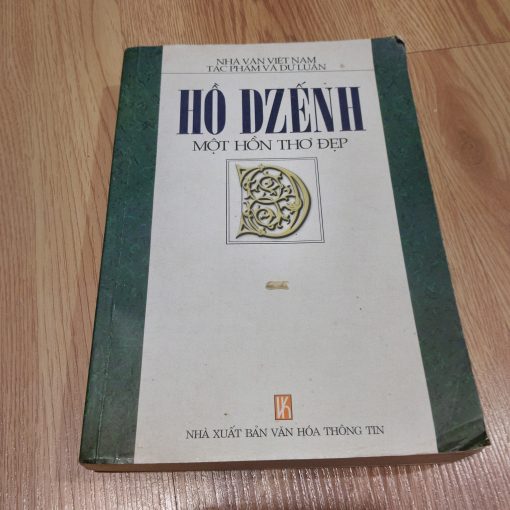 NHÀ VĂN VIỆT NAM
TÁC PHẨM VÀ DƯ LUẬN
HỒ DZẾNH
MỘT HỒN THƠ ĐẸP
D
VK
NHÀ XUẤT BẢN VĂN HÓA THÔNG TIN